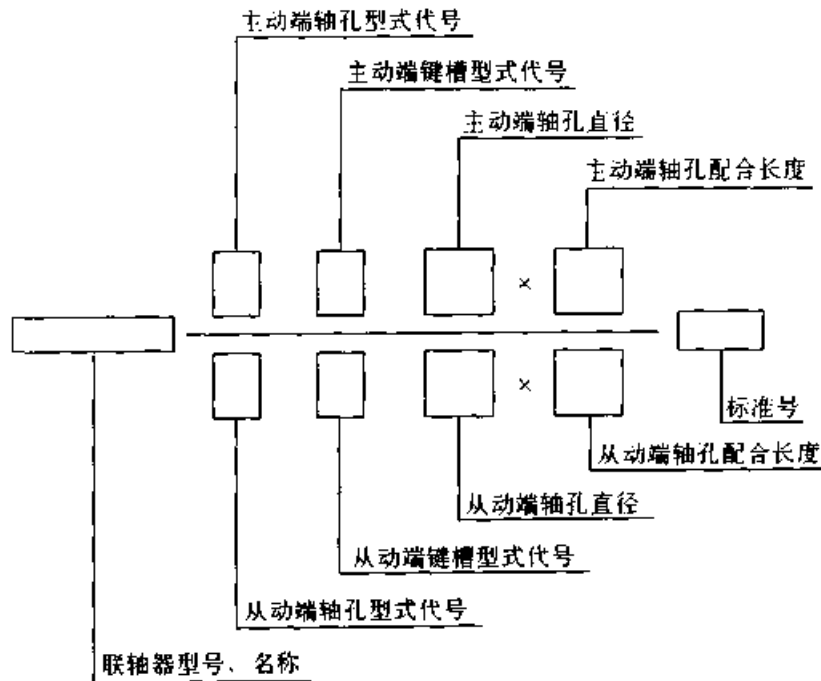 主动端轴孔型式代号
主动端键槽型式代号
主动端轴孔直径
主动端轴孔配合长度
×
×
标准号
从动端轴孔配合长度
从动端轴孔直径
从动端键槽型式代号
从动端轴孔型式代号
联轴器型号、名称